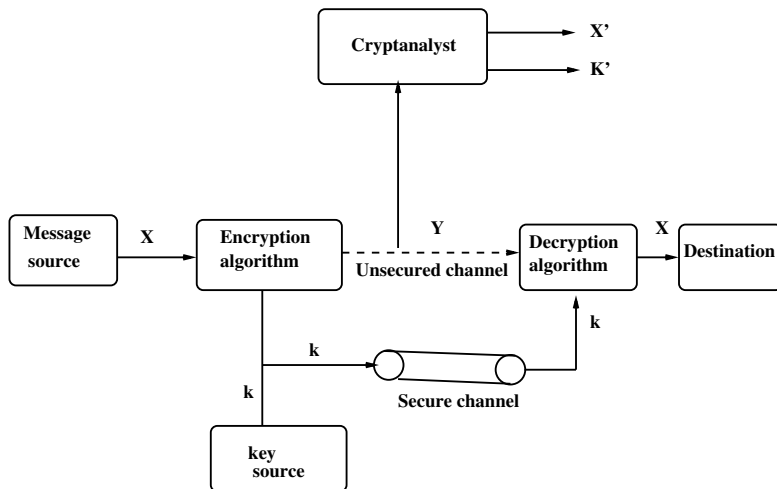 Cryptanalyst
X’
K’
Message
source
X
Encryption
algorithm
Y
Unsecured channel
Decryption
algorithm
X
Destination
k
k
k
Secure channel
key
source